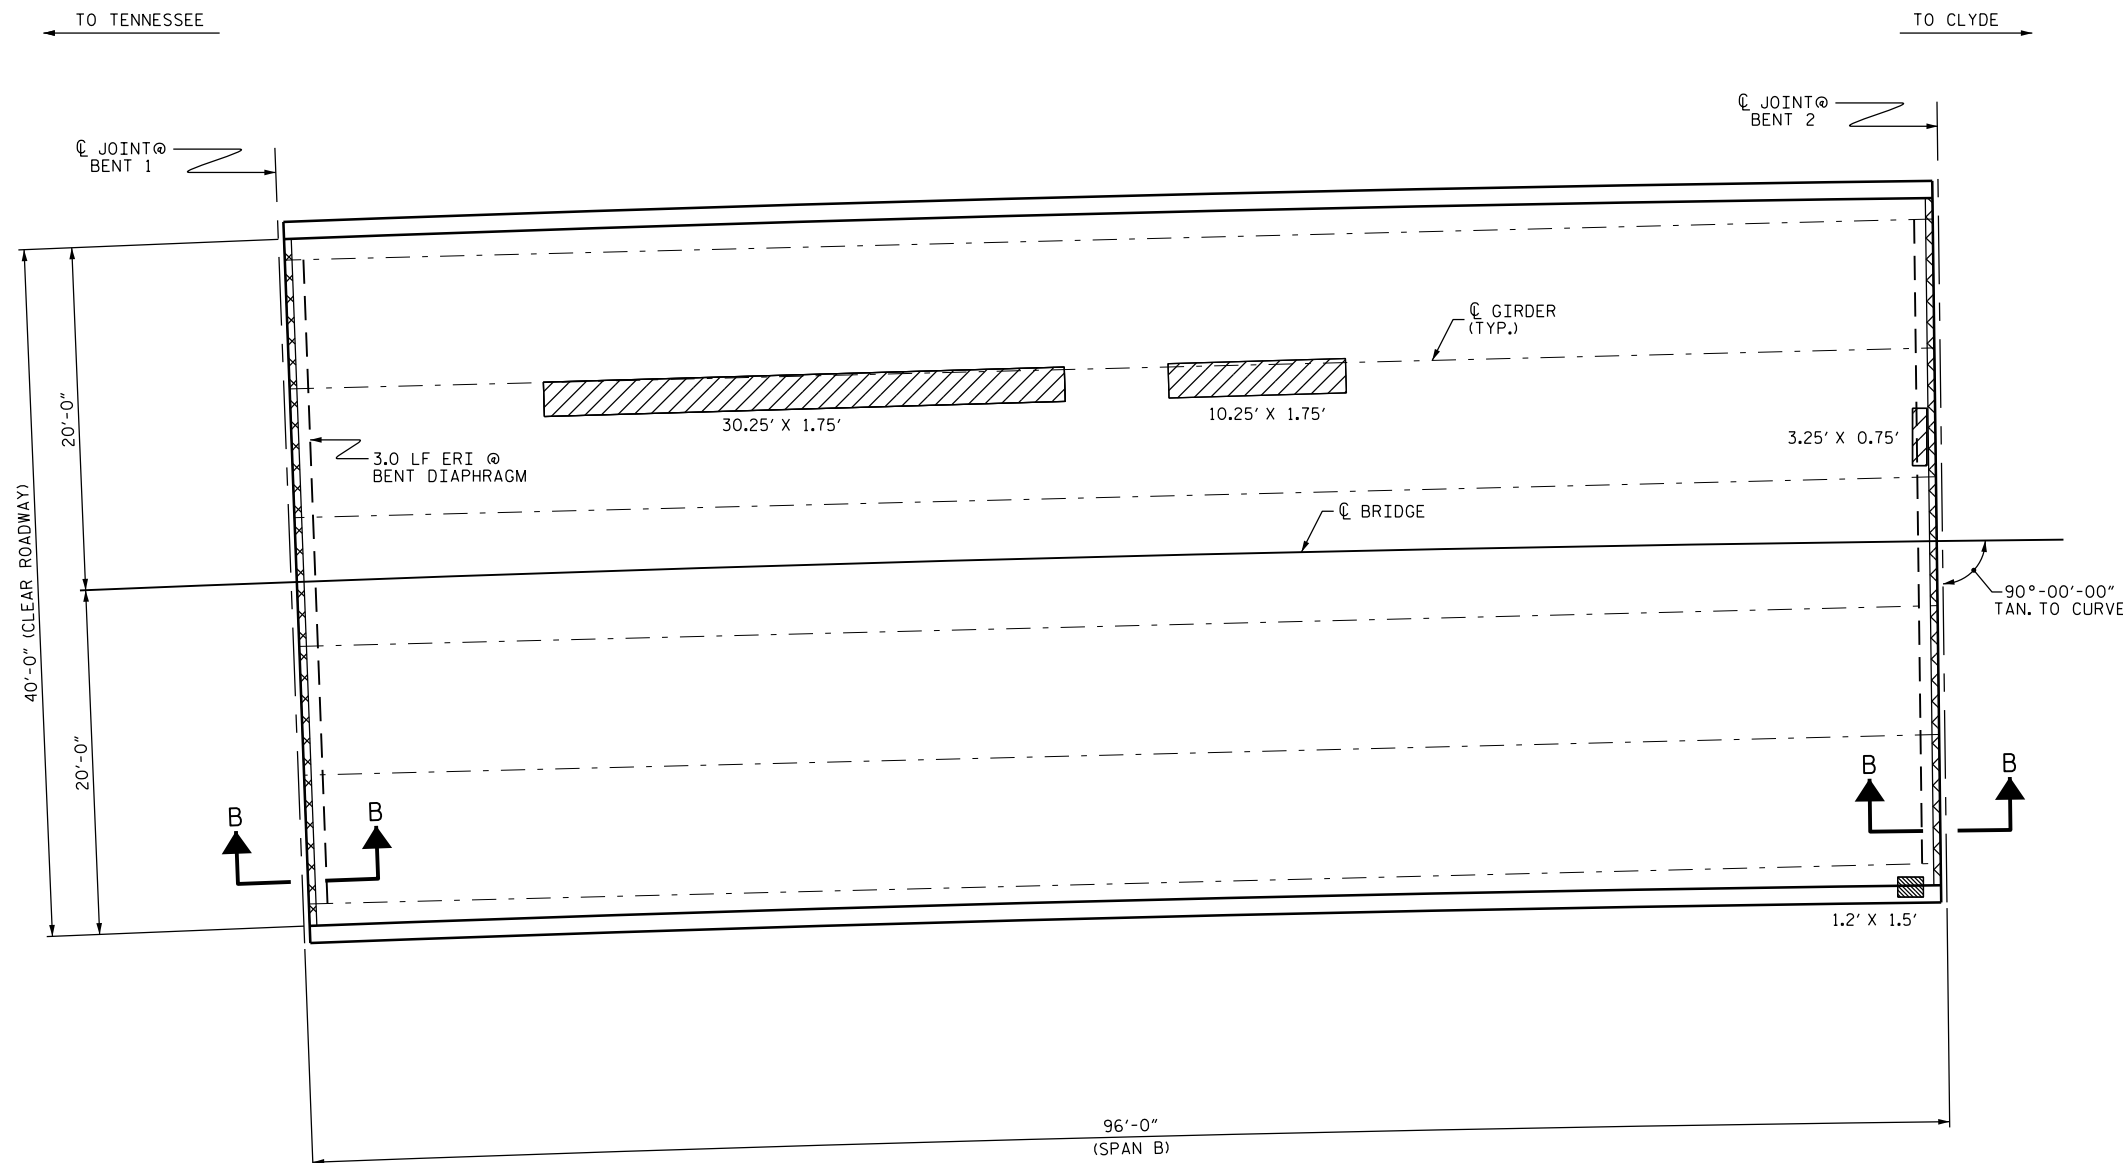 TO TENNESSEE
TO CLYDE
℄ JOINT@
BENT 2
℄ JOINT@
BENT 1
℄ GIRDER
(TYP.)
20'-0"
30.25' X 1.75'
10.25' X 1.75'
3.25' X 0.75'
3.0 LF ERI @
BENT DIAPHRAGM
℄ BRIDGE
40'-0" (CLEAR ROADWAY)
90°-00'-00"
TAN. TO CURVE
20'-0"
B
B
B
B
1.2' X 1.5'
96'-0"
(SPAN B)